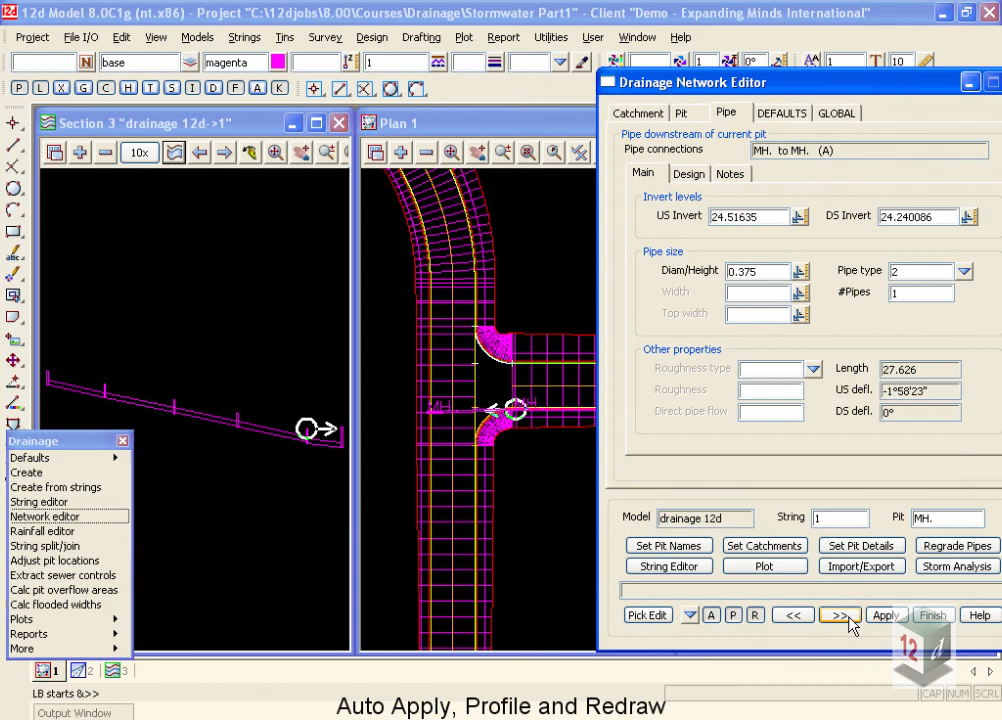 12d Model 8.0C1g (nt.x86) - Project "C:\12djobs\8.00\Courses\Drainage\Stormwater Part1" - Client "Demo - Expanding Minds International"
Project File I/O Edit View Models Strings Tins Survey Design Drafting Plot Report Utilities User Window Help
N base magenta 1 1 0° 1 T 10
P L X G C H T S I D F A K
Section 3 "drainage 12d->1"
10x
Plan 1
MH
MH
Drainage Network Editor
Catchment Pit Pipe DEFAULTS GLOBAL
Pipe downstream of current pit
Pipe connections MH. to MH. (A)
Main Design Notes
Invert levels
US Invert 24.51635 DS Invert 24.240086
Pipe size
Diam/Height 0.375 Pipe type 2
Width #Pipes 1
Top width
Other properties
Roughness type Length 27.626
Roughness US defl. -1°58'23"
Direct pipe flow DS defl. 0°
Model drainage 12d String 1 Pit MH.
Set Pit Names Set Catchments Set Pit Details Regrade Pipes
String Editor Plot Import/Export Storm Analysis
Pick Edit A P R << >> Apply Finish Help
Drainage
Defaults
Create
Create from strings
String editor
Network editor
Rainfall editor
String split/join
Adjust pit locations
Extract sewer controls
Calc pit overflow areas
Calc flooded widths
Plots
Reports
More
1 2 3
LB starts &>>
CAP NUM SCRL
Output Window
Auto Apply, Profile and Redraw
12 d